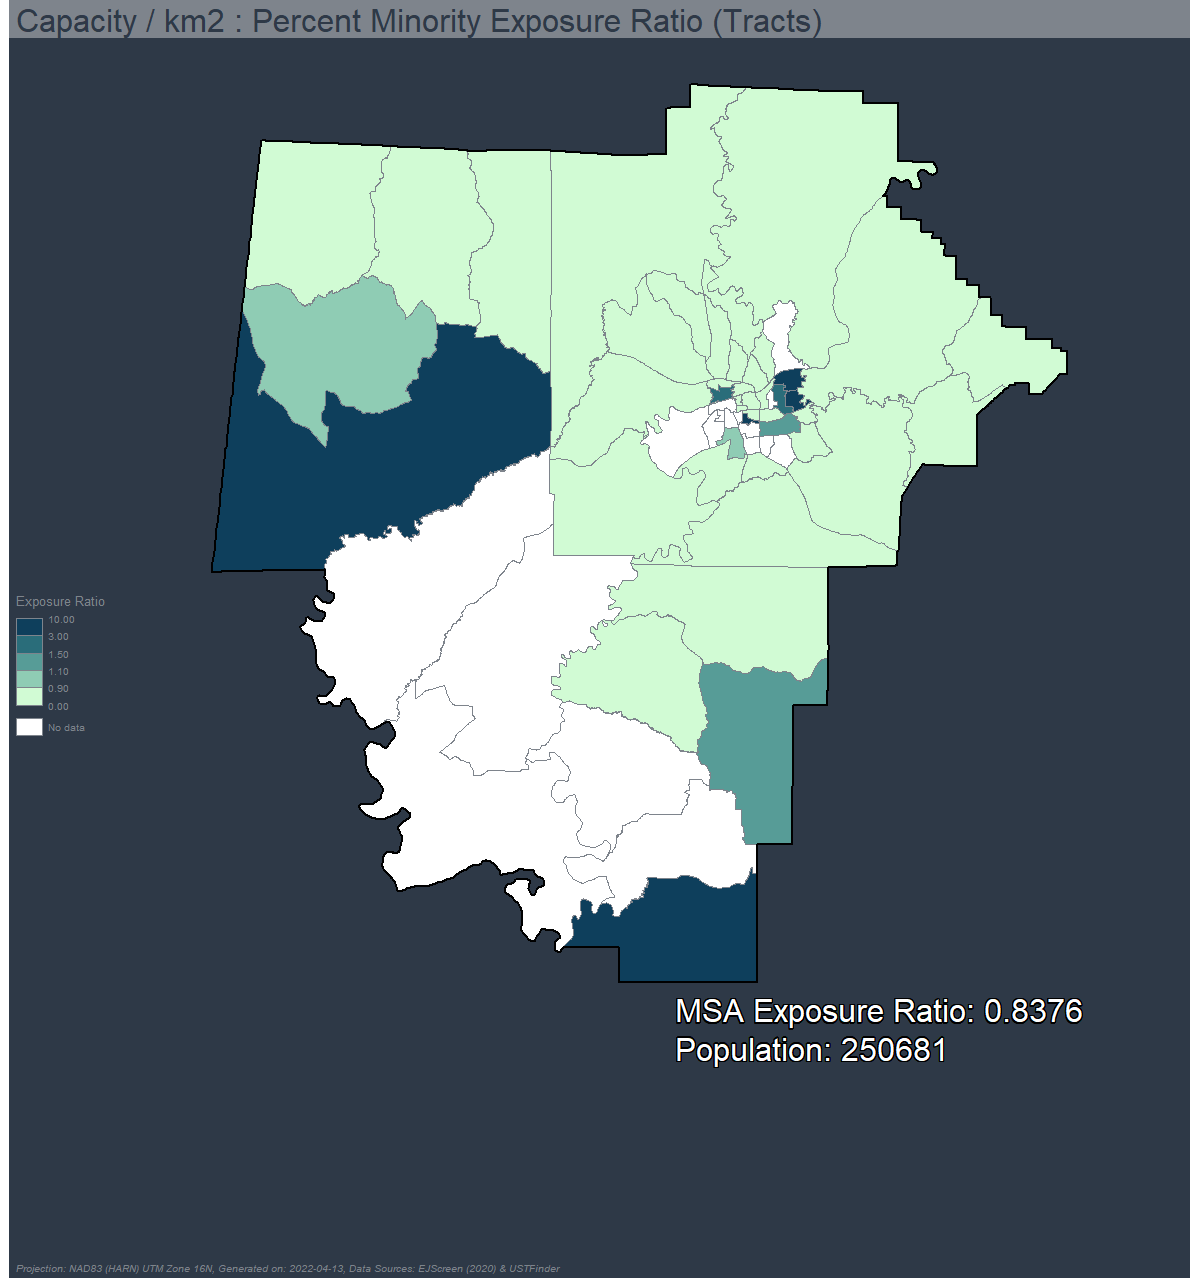 Capacity / km2 : Percent Minority Exposure Ratio (Tracts)
Exposure Ratio
10.00
3.00
1.50
1.10
0.90
0.00
No data
MSA Exposure Ratio: 0.8376
Population: 250681
Projection: NAD83 (HARN) UTM Zone 16N, Generated on: 2022-04-13, Data Sources: EJScreen (2020) & USTFinder